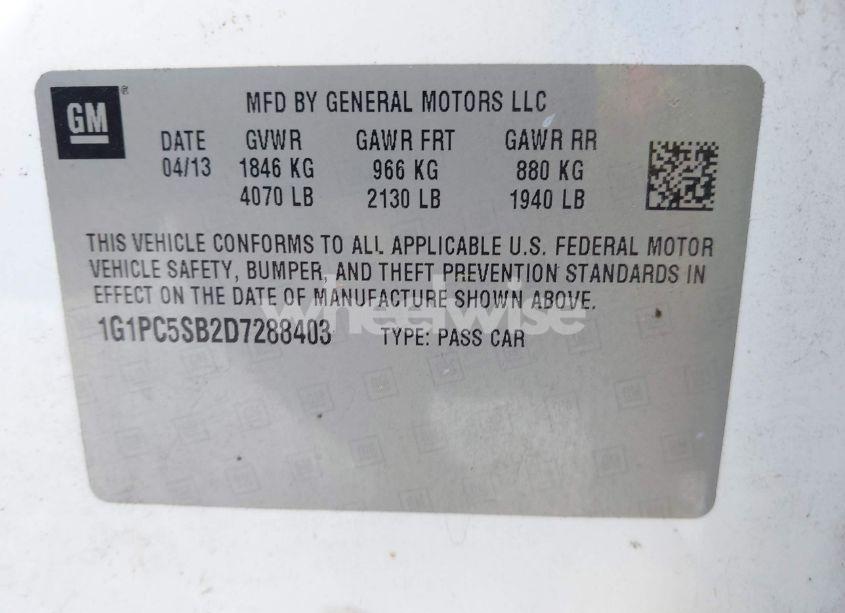 GM®
MFD BY GENERAL MOTORS LLC
DATE GVWR GAWR FRT GAWR RR
04/13 1846 KG 966 KG 880 KG
4070 LB 2130 LB 1940 LB
THIS VEHICLE CONFORMS TO ALL APPLICABLE U.S. FEDERAL MOTOR
VEHICLE SAFETY, BUMPER, AND THEFT PREVENTION STANDARDS IN
EFFECT ON THE DATE OF MANUFACTURE SHOWN ABOVE.
1G1PC5SB2D7288403 TYPE: PASS CAR
wheelwise